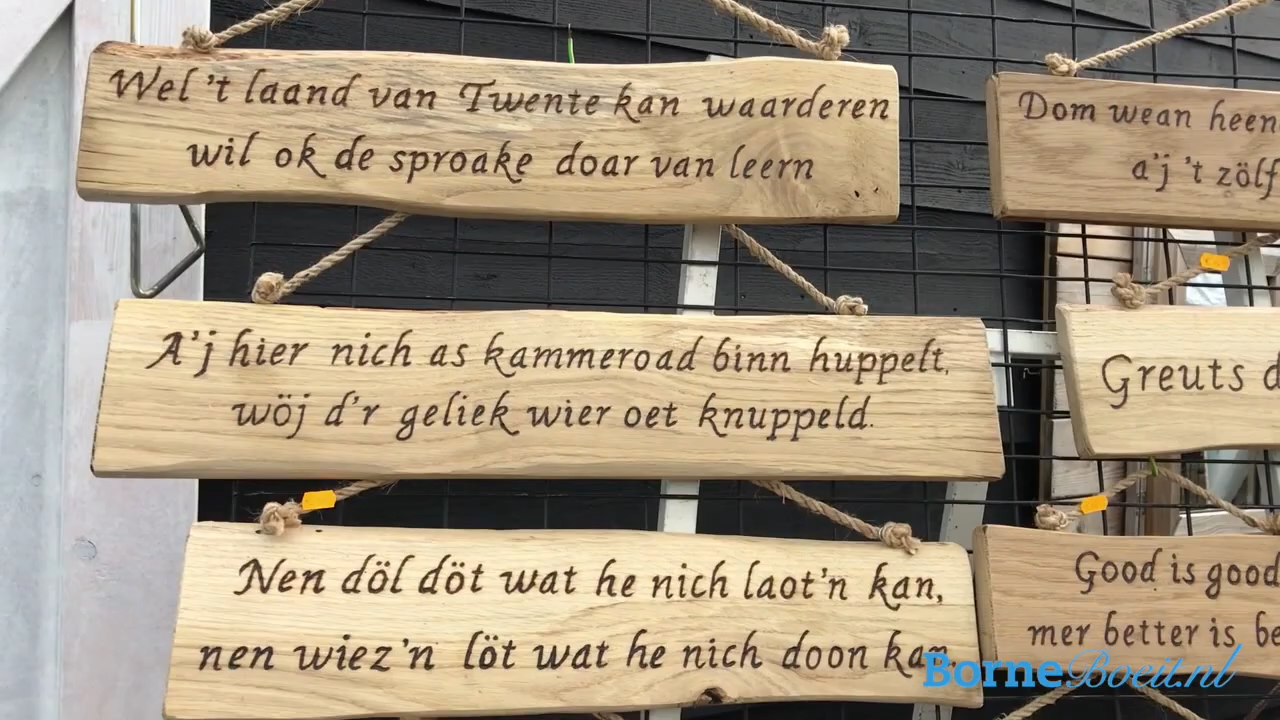 Wel 't laand van Twente kan waarderen
wil ok de sproake doar van leern
A'j hier nich as kammeroad binn huppelt,
wöj d'r geliek wier oet knuppeld.
Nen döl döt wat he nich laot'n kan,
nen wiez'n löt wat he nich doon kan.
Dom wean heen
a'j 't zölf
Greuts d
Good is good
mer better is be
BorneBoeit.nl